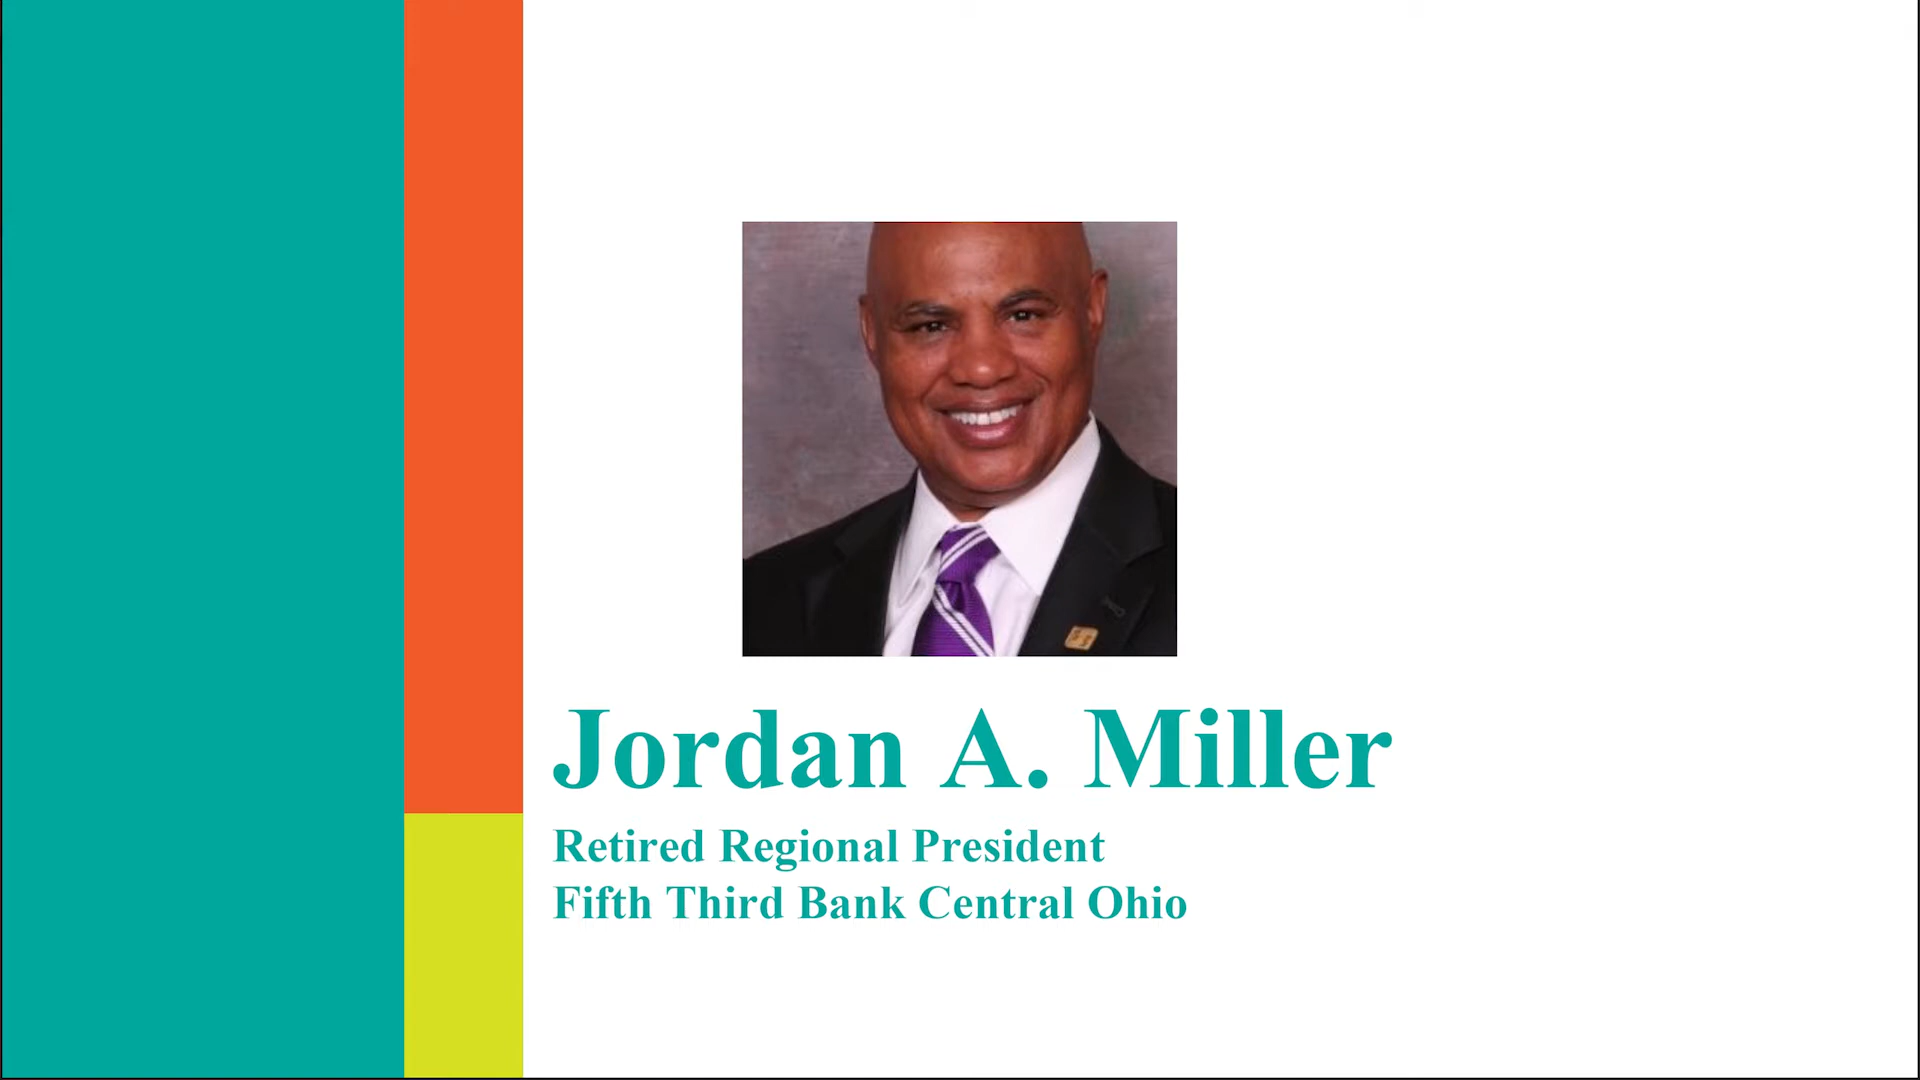 Jordan A. Miller
Retired Regional President
Fifth Third Bank Central Ohio